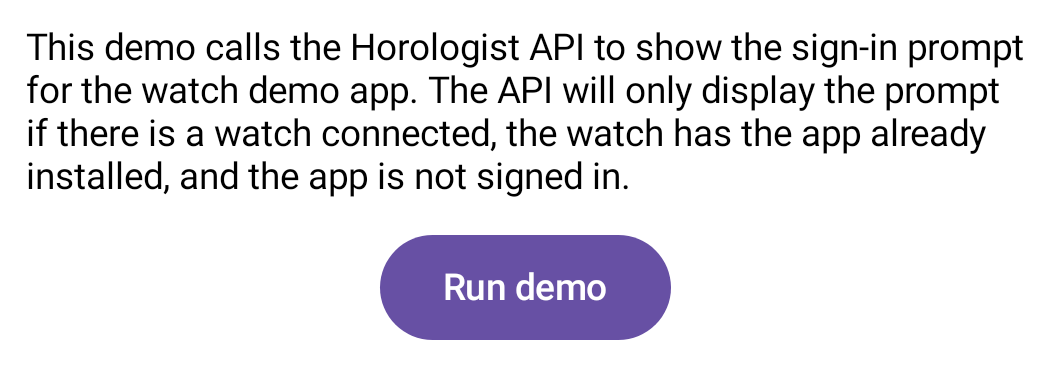 This demo calls the Horologist API to show the sign-in prompt
for the watch demo app. The API will only display the prompt
if there is a watch connected, the watch has the app already
installed, and the app is not signed in.
Run demo